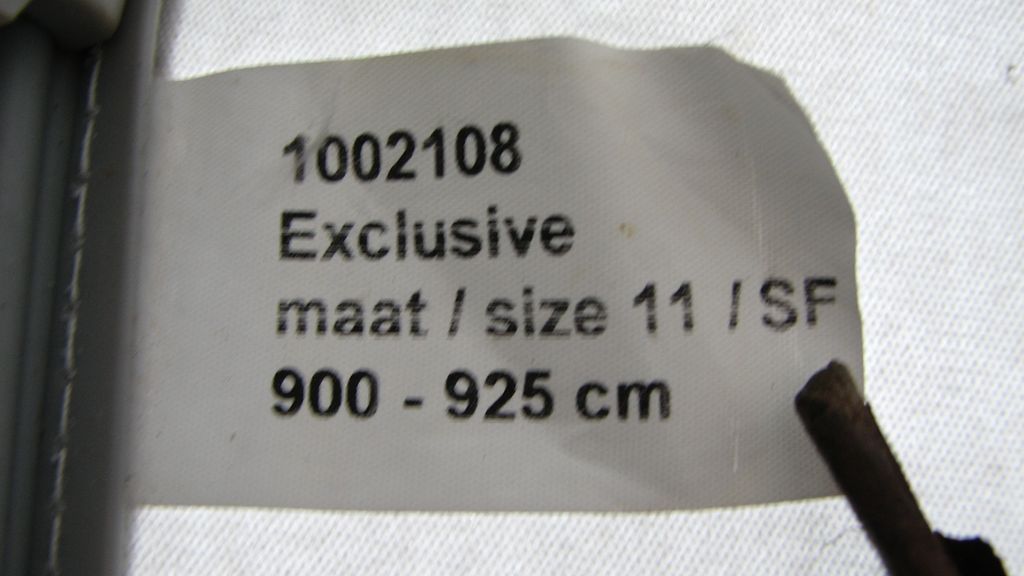 1002108
Exclusive
maat / size 11 / SF
900 - 925 cm